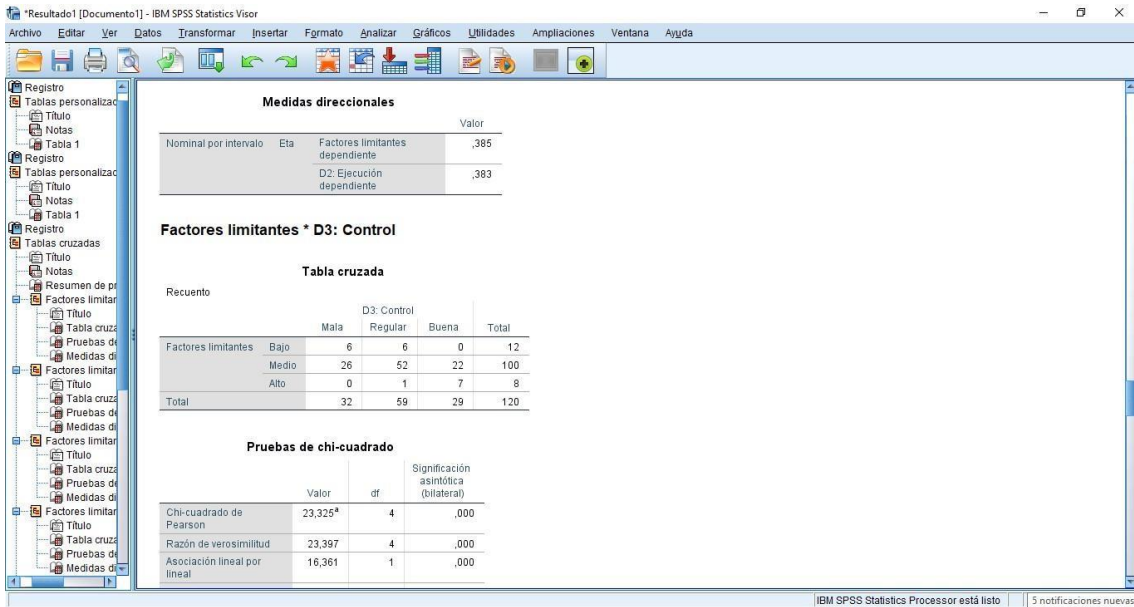 *Resultado1 [Documento1] - IBM SPSS Statistics Visor
Archivo Editar Ver Datos Transformar Insertar Formato Analizar Gráficos Utilidades Ampliaciones Ventana Ayuda
Registro
Tablas personalizac
Título
Notas
Tabla 1
Registro
Tablas personalizac
Título
Notas
Tabla 1
Registro
Tablas cruzadas
Título
Notas
Resumen de pr
Factores limitar
Título
Tabla cruza
Pruebas de
Medidas di
Factores limitar
Título
Tabla cruza
Pruebas de
Medidas di
Factores limitar
Título
Tabla cruza
Pruebas de
Medidas di
Factores limitar
Título
Tabla cruza
Pruebas de
Medidas di
Medidas direccionales
Valor
Nominal por intervalo Eta Factores limitantes dependiente ,385
D2: Ejecución dependiente ,383
Factores limitantes * D3: Control
Tabla cruzada
Recuento
D3: Control
Mala Regular Buena Total
Factores limitantes Bajo 6 6 0 12
Medio 26 52 22 100
Alto 0 1 7 8
Total 32 59 29 120
Pruebas de chi-cuadrado
Valor df Significación asintótica (bilateral)
Chi-cuadrado de Pearson 23,325ª 4 ,000
Razón de verosimilitud 23,397 4 ,000
Asociación lineal por lineal 16,361 1 ,000
IBM SPSS Statistics Processor está listo 5 notificaciones nuevas